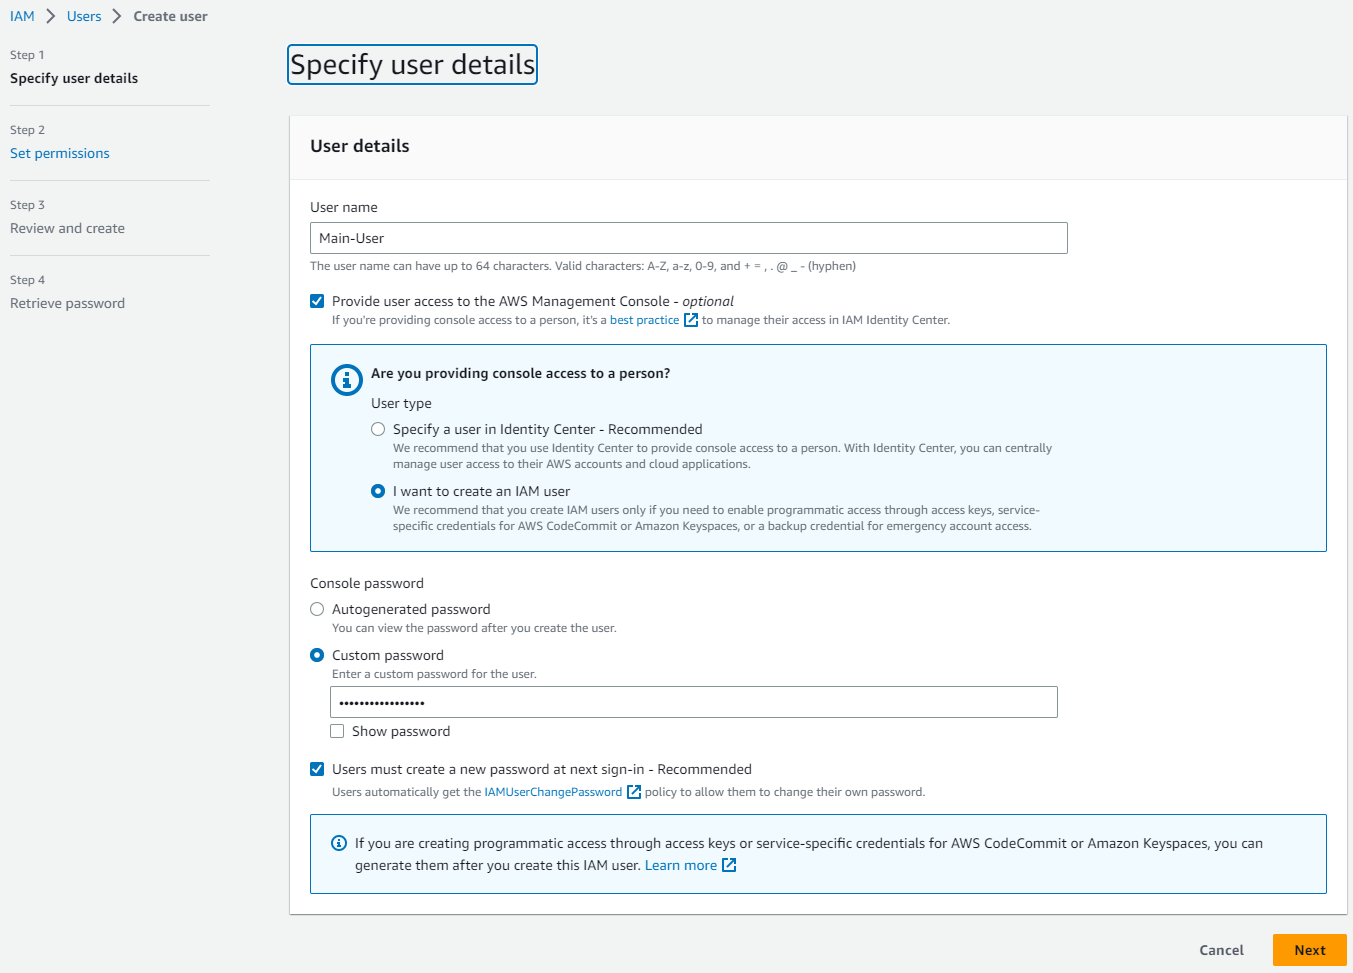 IAM > Users > Create user
Step 1
Specify user details
Step 2
Set permissions
Step 3
Review and create
Step 4
Retrieve password
Specify user details
User details
User name
Main-User
The user name can have up to 64 characters. Valid characters: A-Z, a-z, 0-9, and + = , . @ _ - (hyphen)
Provide user access to the AWS Management Console - optional
If you're providing console access to a person, it's a best practice to manage their access in IAM Identity Center.
Are you providing console access to a person?
User type
Specify a user in Identity Center - Recommended
We recommend that you use Identity Center to provide console access to a person. With Identity Center, you can centrally
manage user access to their AWS accounts and cloud applications.
I want to create an IAM user
We recommend that you create IAM users only if you need to enable programmatic access through access keys, service-
specific credentials for AWS CodeCommit or Amazon Keyspaces, or a backup credential for emergency account access.
Console password
Autogenerated password
You can view the password after you create the user.
Custom password
Enter a custom password for the user.
•••••••••••••••••
Show password
Users must create a new password at next sign-in - Recommended
Users automatically get the IAMUserChangePassword policy to allow them to change their own password.
If you are creating programmatic access through access keys or service-specific credentials for AWS CodeCommit or Amazon Keyspaces, you can
generate them after you create this IAM user. Learn more
Cancel
Next